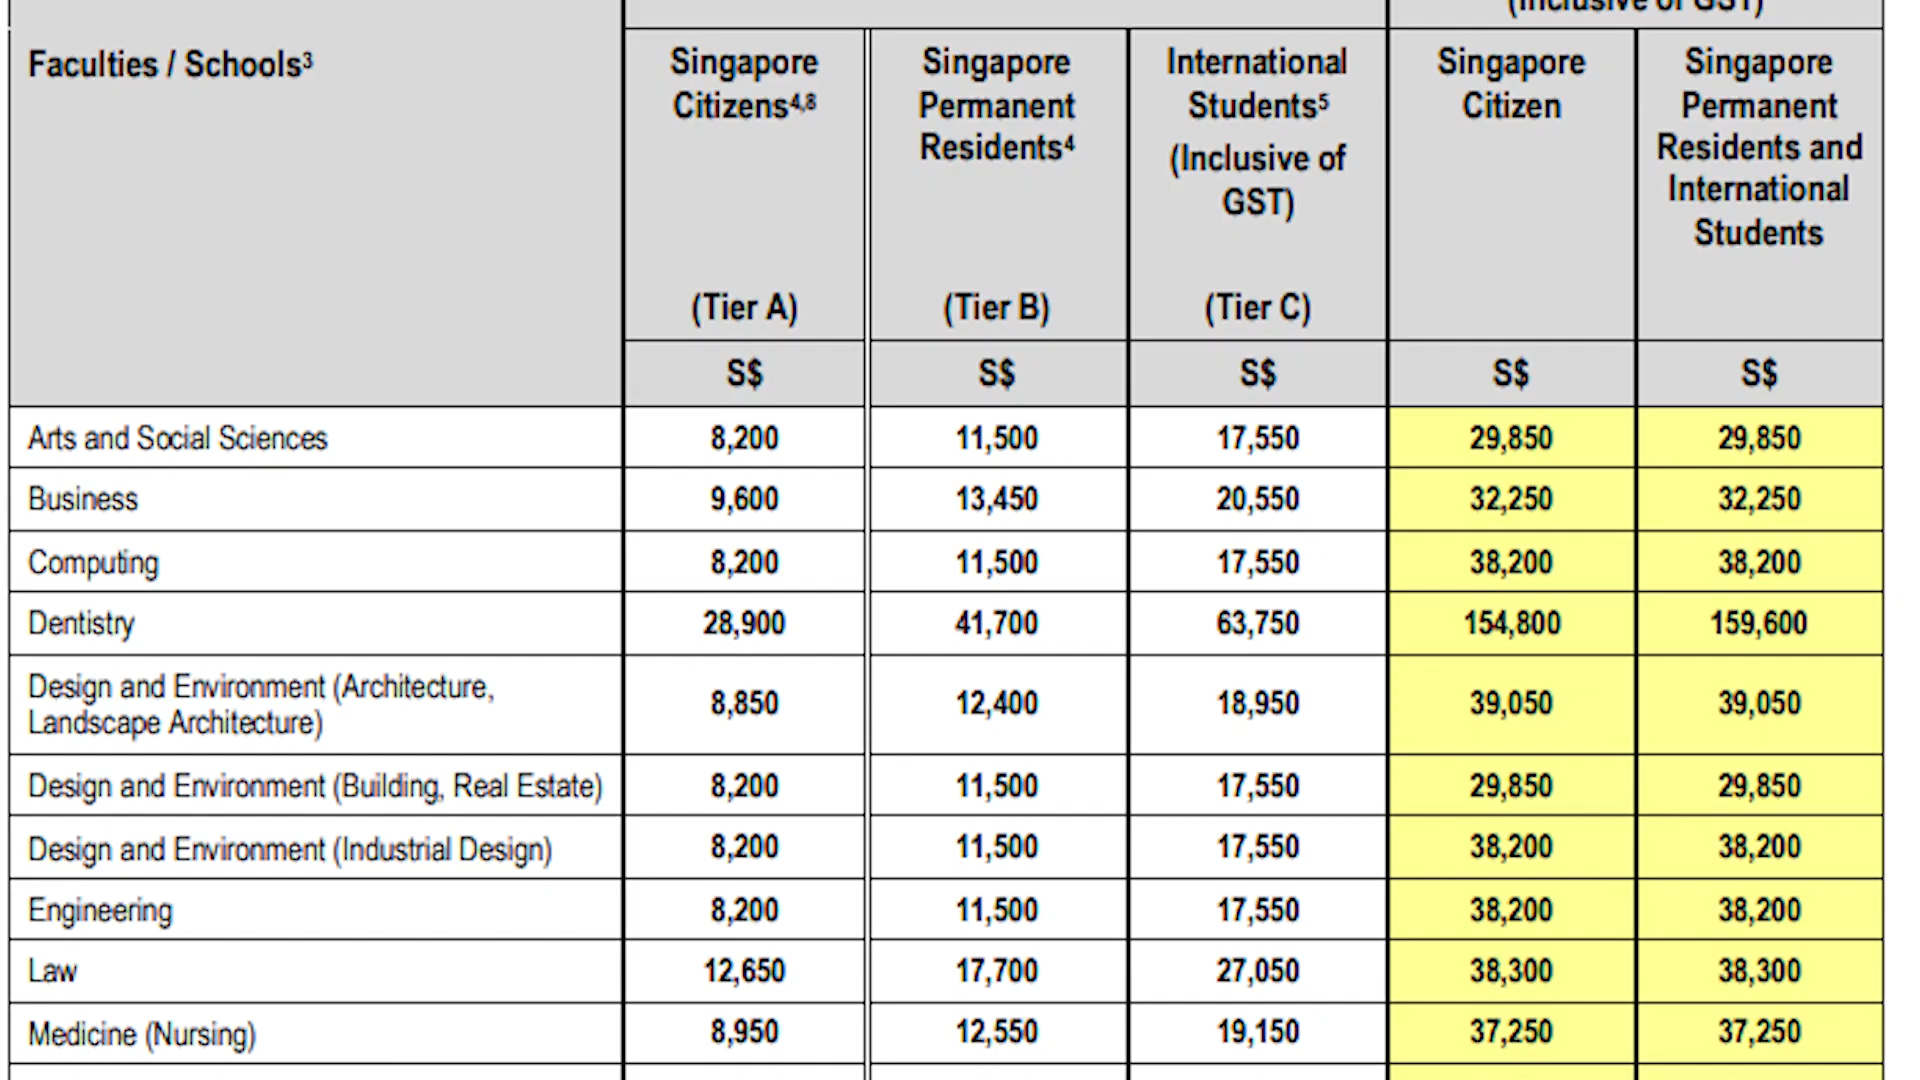 (Inclusive of GST)
Faculties / Schools3
Singapore Citizens4,8
(Tier A)
Singapore Permanent Residents4
(Tier B)
International Students5
(Inclusive of GST)
(Tier C)
Singapore Citizen
Singapore Permanent Residents and International Students
S$ S$ S$ S$ S$
Arts and Social Sciences 8,200 11,500 17,550 29,850 29,850
Business 9,600 13,450 20,550 32,250 32,250
Computing 8,200 11,500 17,550 38,200 38,200
Dentistry 28,900 41,700 63,750 154,800 159,600
Design and Environment (Architecture,
Landscape Architecture) 8,850 12,400 18,950 39,050 39,050
Design and Environment (Building, Real Estate) 8,200 11,500 17,550 29,850 29,850
Design and Environment (Industrial Design) 8,200 11,500 17,550 38,200 38,200
Engineering 8,200 11,500 17,550 38,200 38,200
Law 12,650 17,700 27,050 38,300 38,300
Medicine (Nursing) 8,950 12,550 19,150 37,250 37,250